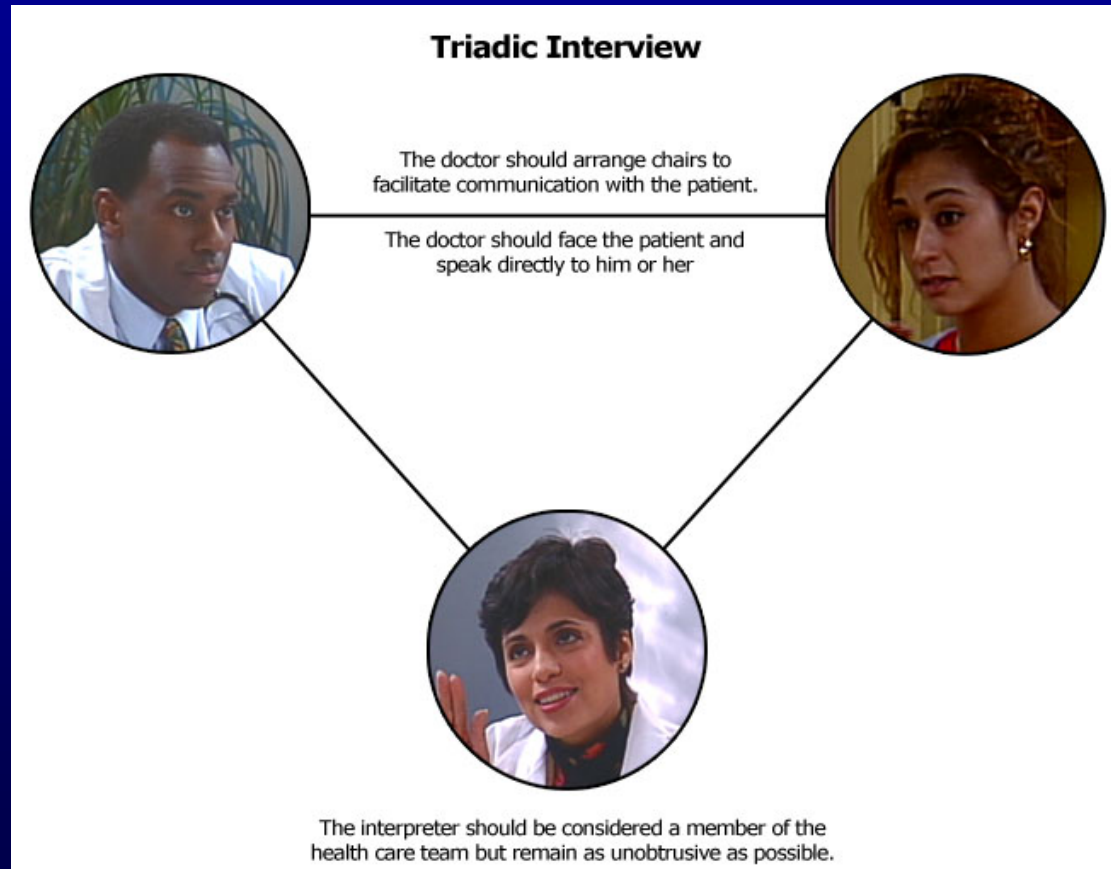 Triadic Interview
The doctor should arrange chairs to
facilitate communication with the patient.
The doctor should face the patient and
speak directly to him or her
The interpreter should be considered a member of the
health care team but remain as unobtrusive as possible.